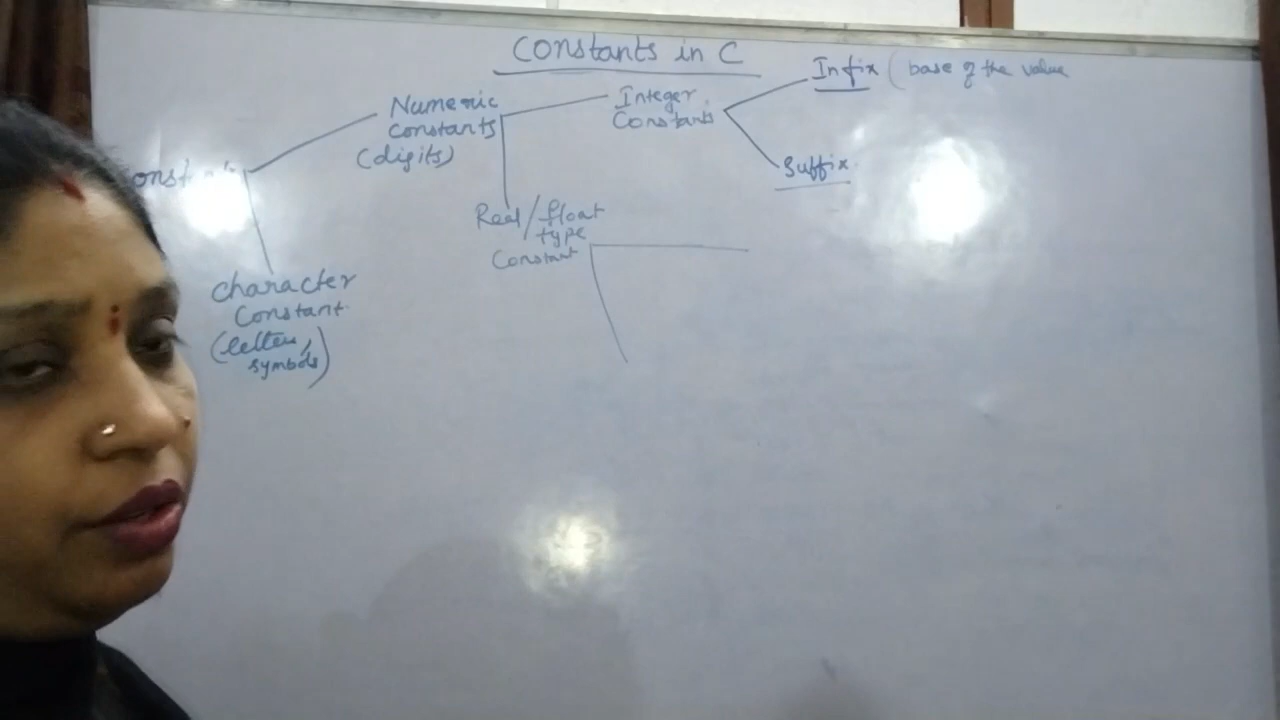 Constants in C
Infix (base of the value
Integer
Constants
Numeric
constants
(digits)
Suffix
Real/float
type
Constant
character
Constant
(letters,
symbols)